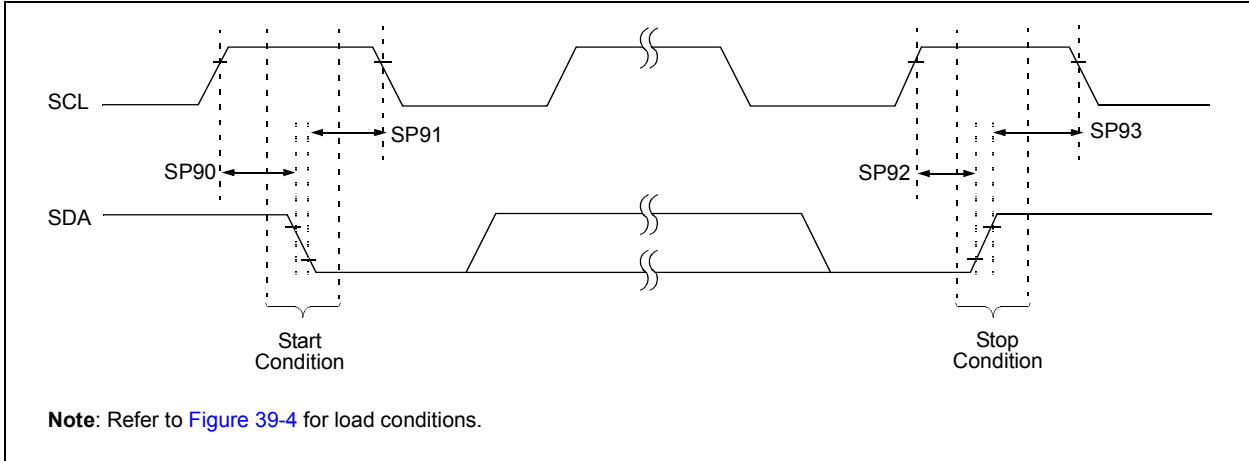 SCL
SP91
SP93
SP90
SP92
SDA
Start
Condition
Stop
Condition
Note: Refer to Figure 39-4 for load conditions.